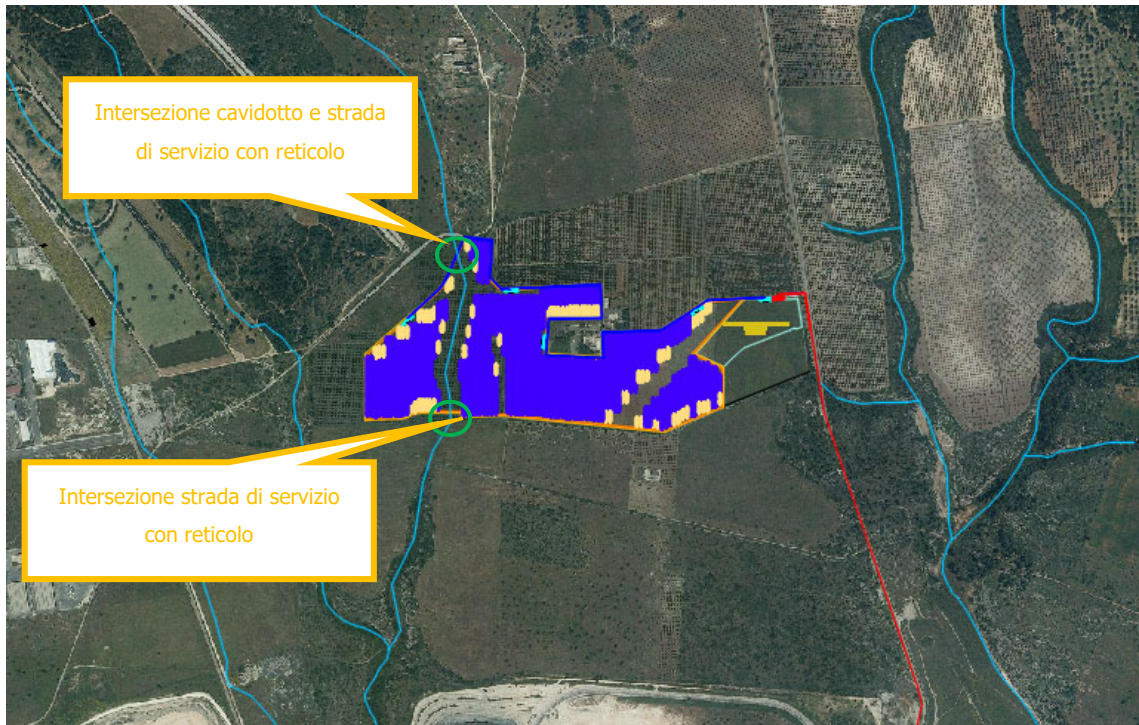 Intersezione cavidotto e strada
di servizio con reticolo
Intersezione strada di servizio
con reticolo